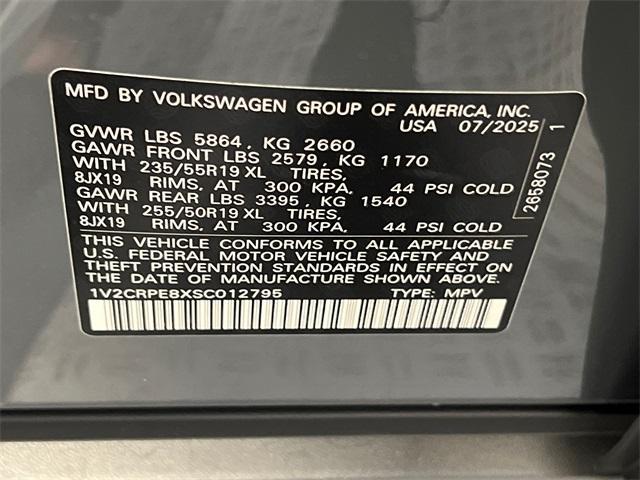 MFD BY VOLKSWAGEN GROUP OF AMERICA, INC.
USA 07/2025
GVWR LBS 5864 , KG 2660
GAWR FRONT LBS 2579 , KG 1170
WITH 235/55R19 XL TIRES,
8JX19 RIMS, AT 300 KPA, 44 PSI COLD
GAWR REAR LBS 3395 , KG 1540
WITH 255/50R19 XL TIRES,
8JX19 RIMS, AT 300 KPA, 44 PSI COLD
THIS VEHICLE CONFORMS TO ALL APPLICABLE
U.S. FEDERAL MOTOR VEHICLE SAFETY AND
THEFT PREVENTION STANDARDS IN EFFECT ON
THE DATE OF MANUFACTURE SHOWN ABOVE.
1V2CRPE8XSC012795 TYPE: MPV
2658073 1